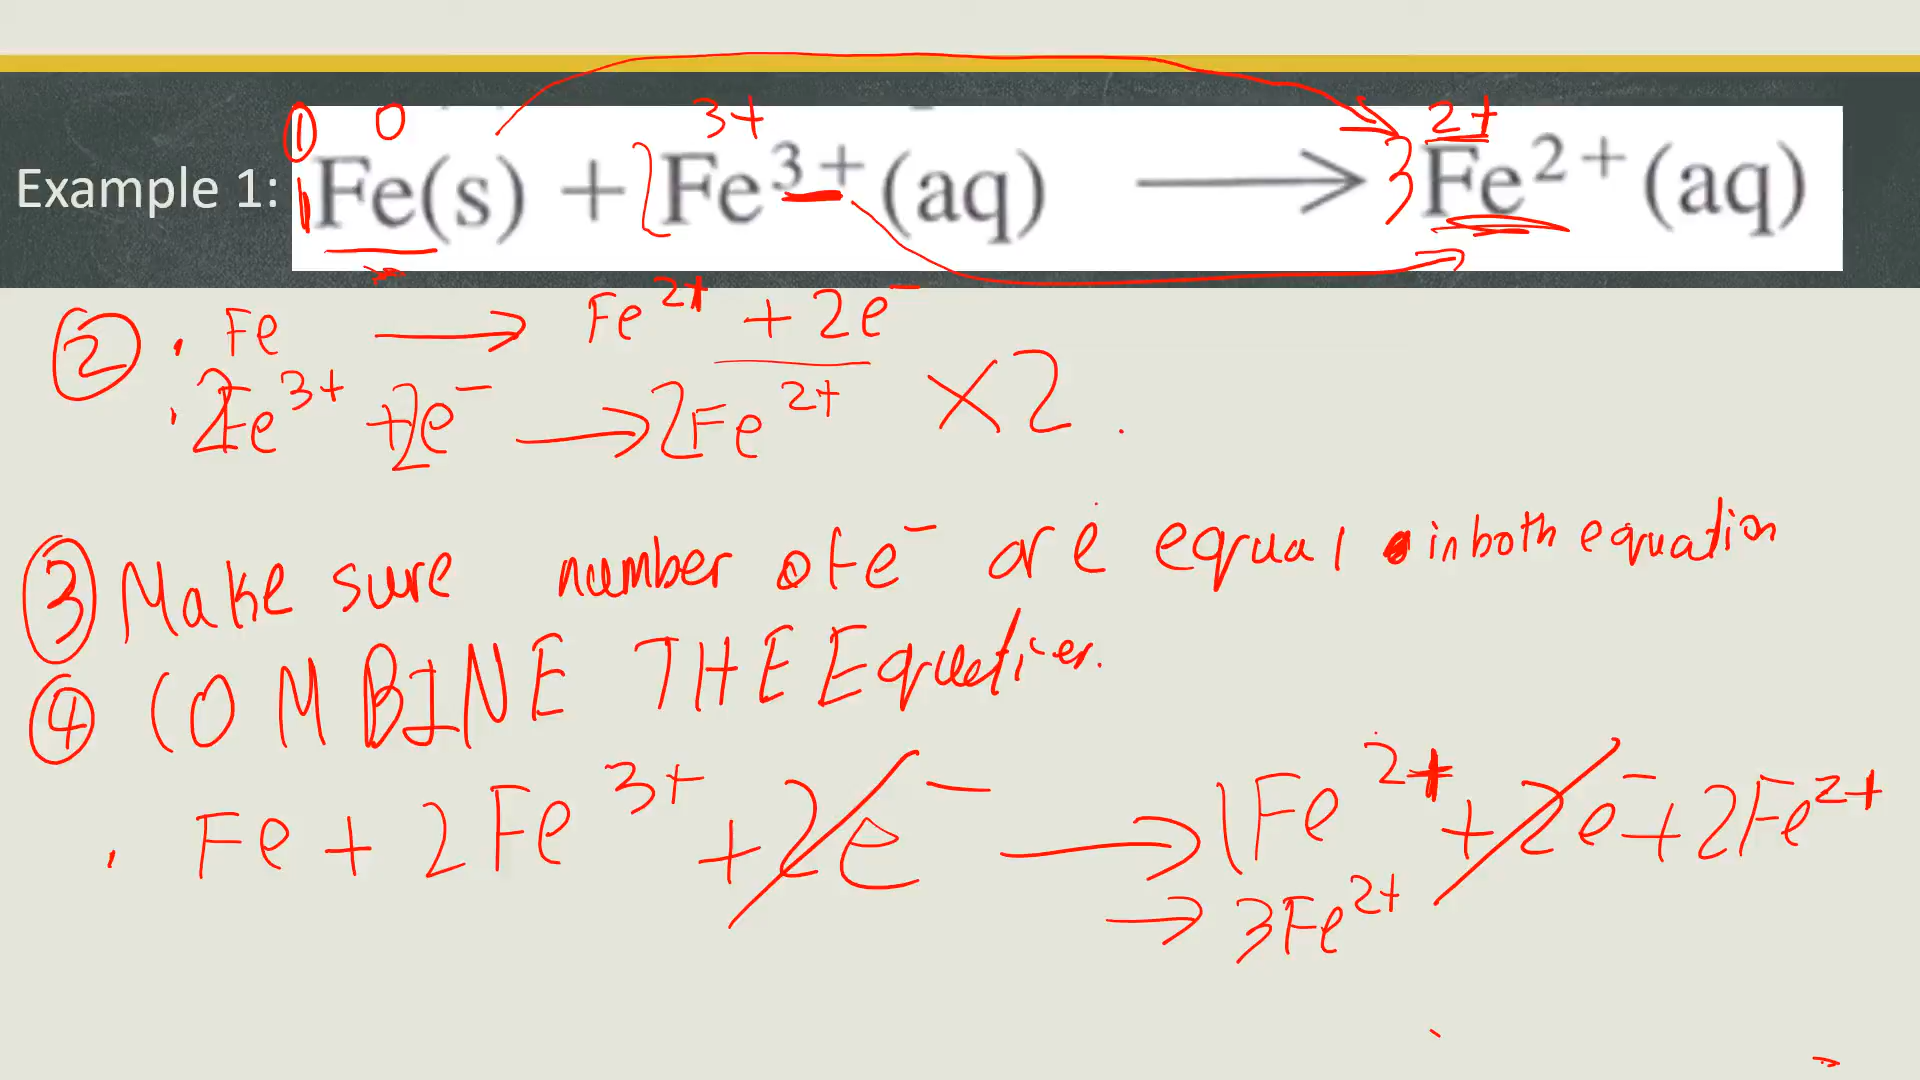 ① 0 3+ 2+
Example 1: 1 Fe(s) + 2 Fe³⁺(aq) → 3 Fe²⁺(aq)
② · Fe → Fe²⁺ + 2e⁻
· 2Fe³⁺ + 2e⁻ → 2Fe²⁺ ×2
③ Make sure number of e⁻ are equal in both equation
④ COMBINE THE Equation.
Fe + 2Fe³⁺ + 2e⁻ → 1Fe²⁺ + 2e⁻ + 2Fe²⁺
→ 3Fe²⁺